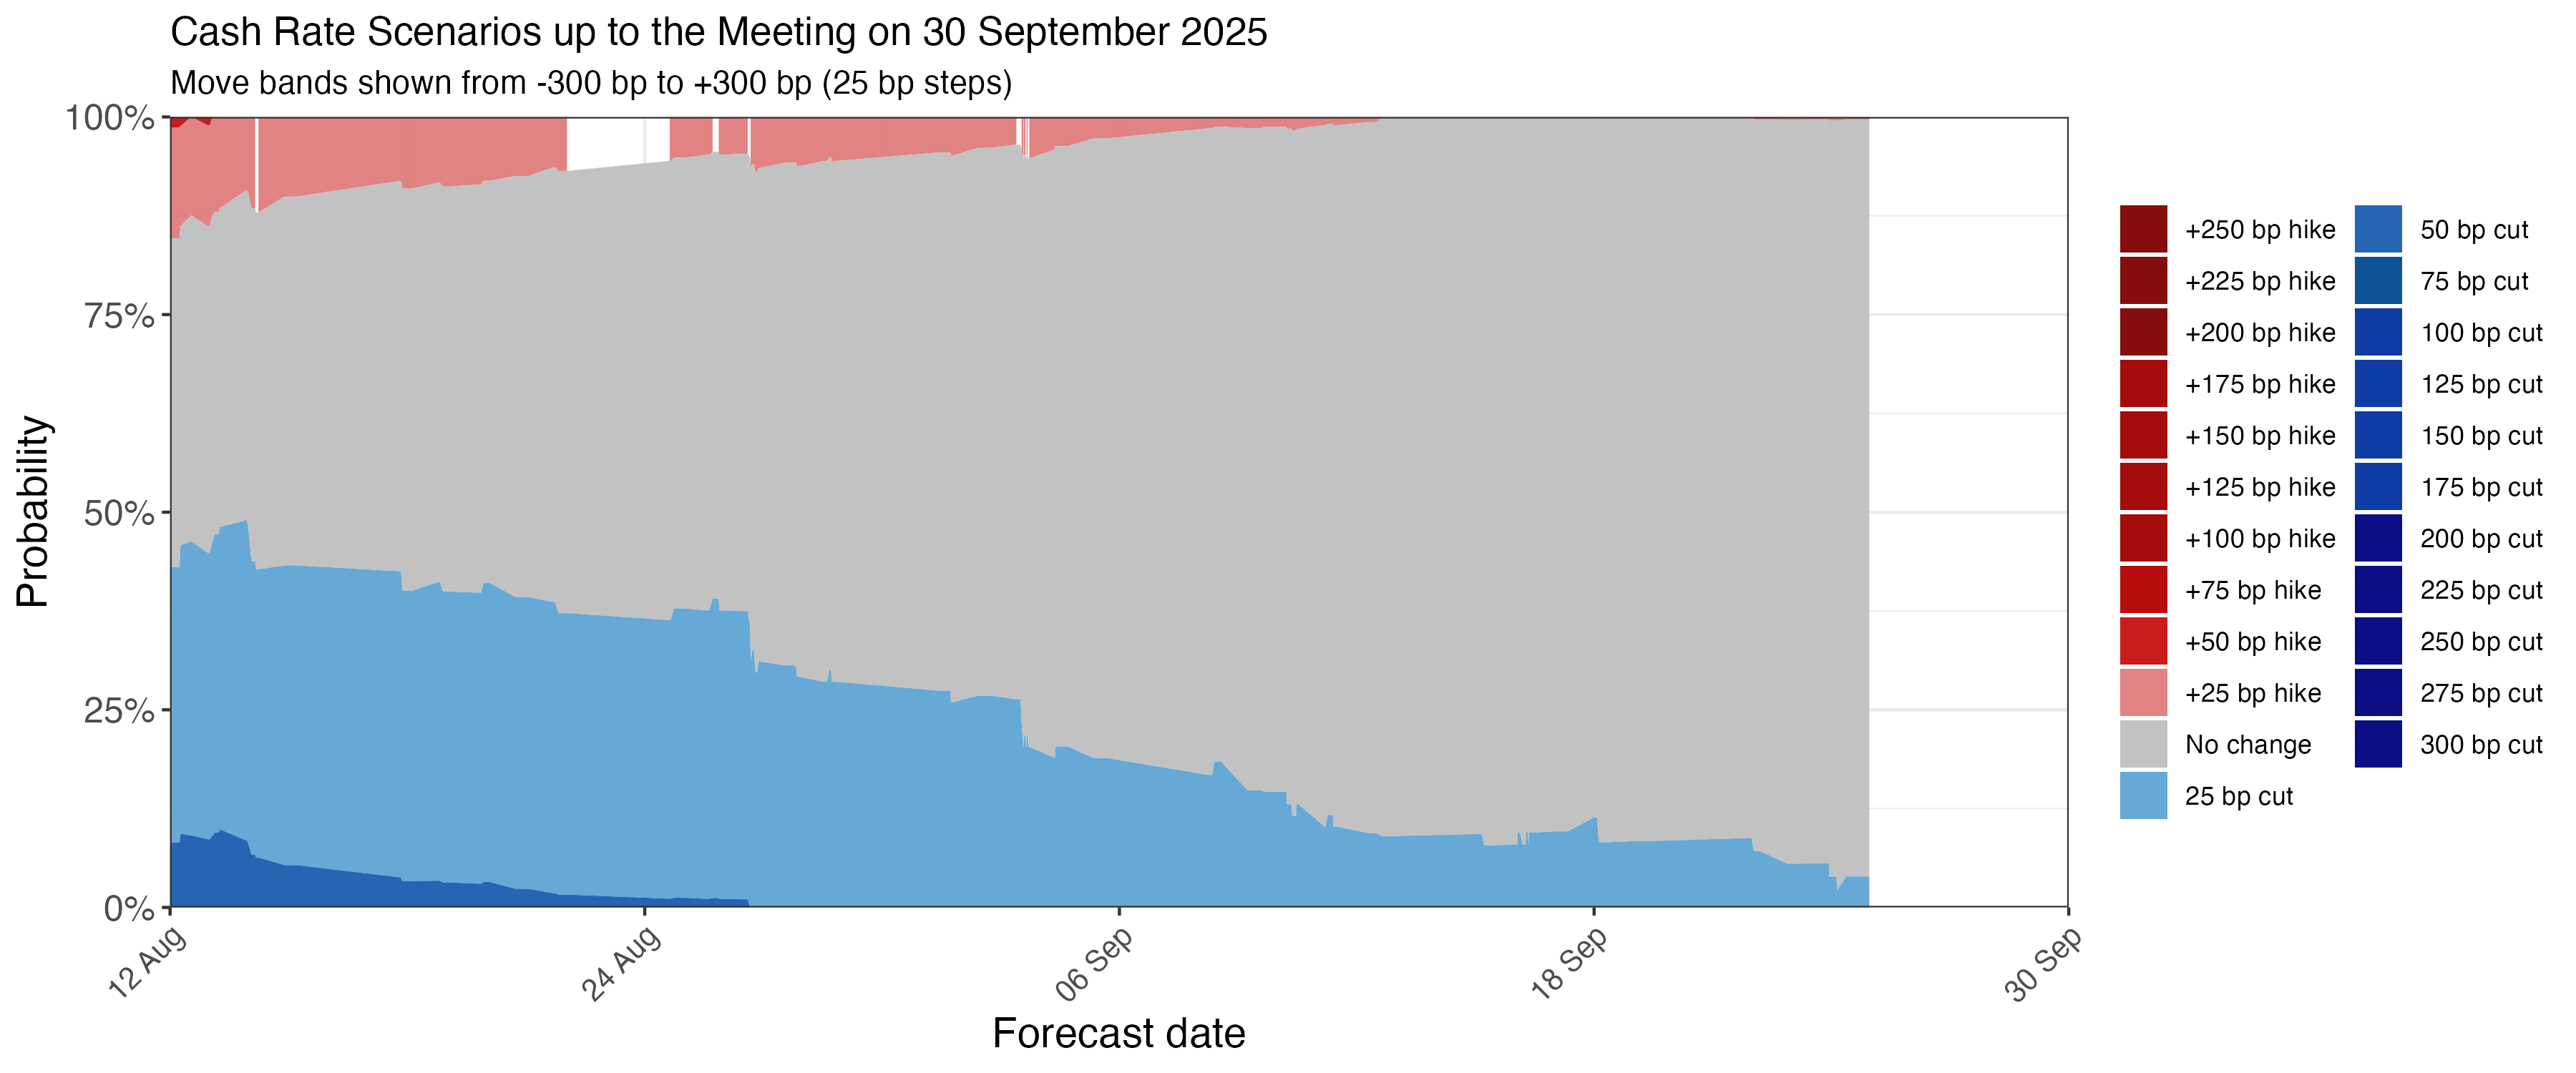 Cash Rate Scenarios up to the Meeting on 30 September 2025
Move bands shown from -300 bp to +300 bp (25 bp steps)
Probability
100%
75%
50%
25%
0%
12 Aug
24 Aug
06 Sep
18 Sep
30 Sep
Forecast date
+250 bp hike
+225 bp hike
+200 bp hike
+175 bp hike
+150 bp hike
+125 bp hike
+100 bp hike
+75 bp hike
+50 bp hike
+25 bp hike
No change
25 bp cut
50 bp cut
75 bp cut
100 bp cut
125 bp cut
150 bp cut
175 bp cut
200 bp cut
225 bp cut
250 bp cut
275 bp cut
300 bp cut